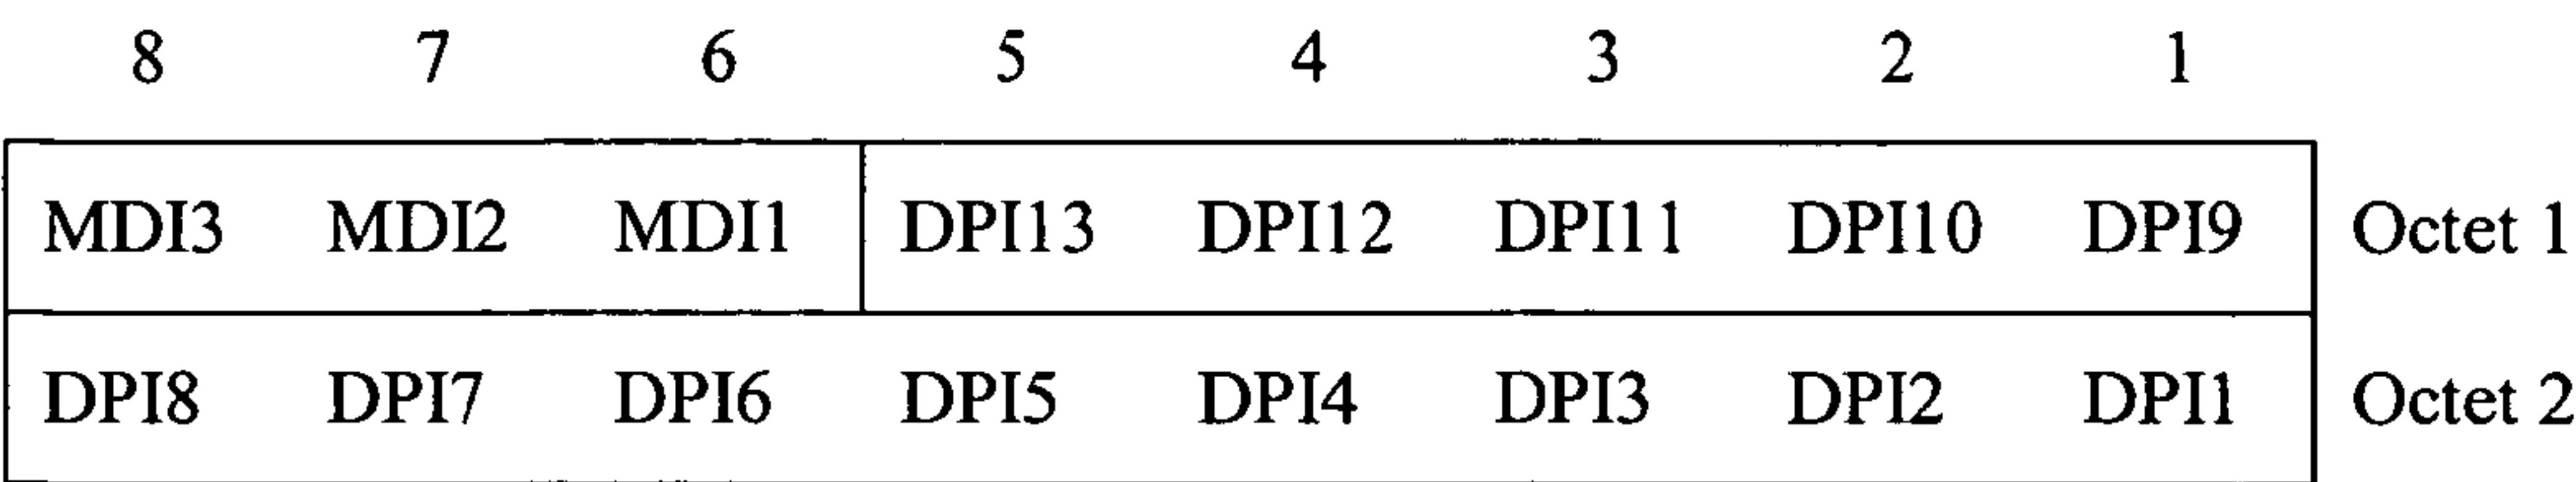 8 7 6 5 4 3 2 1
MDI3 MDI2 MDI1 DPI13 DPI12 DPI11 DPI10 DPI9 Octet 1
DPI8 DPI7 DPI6 DPI5 DPI4 DPI3 DPI2 DPI1 Octet 2